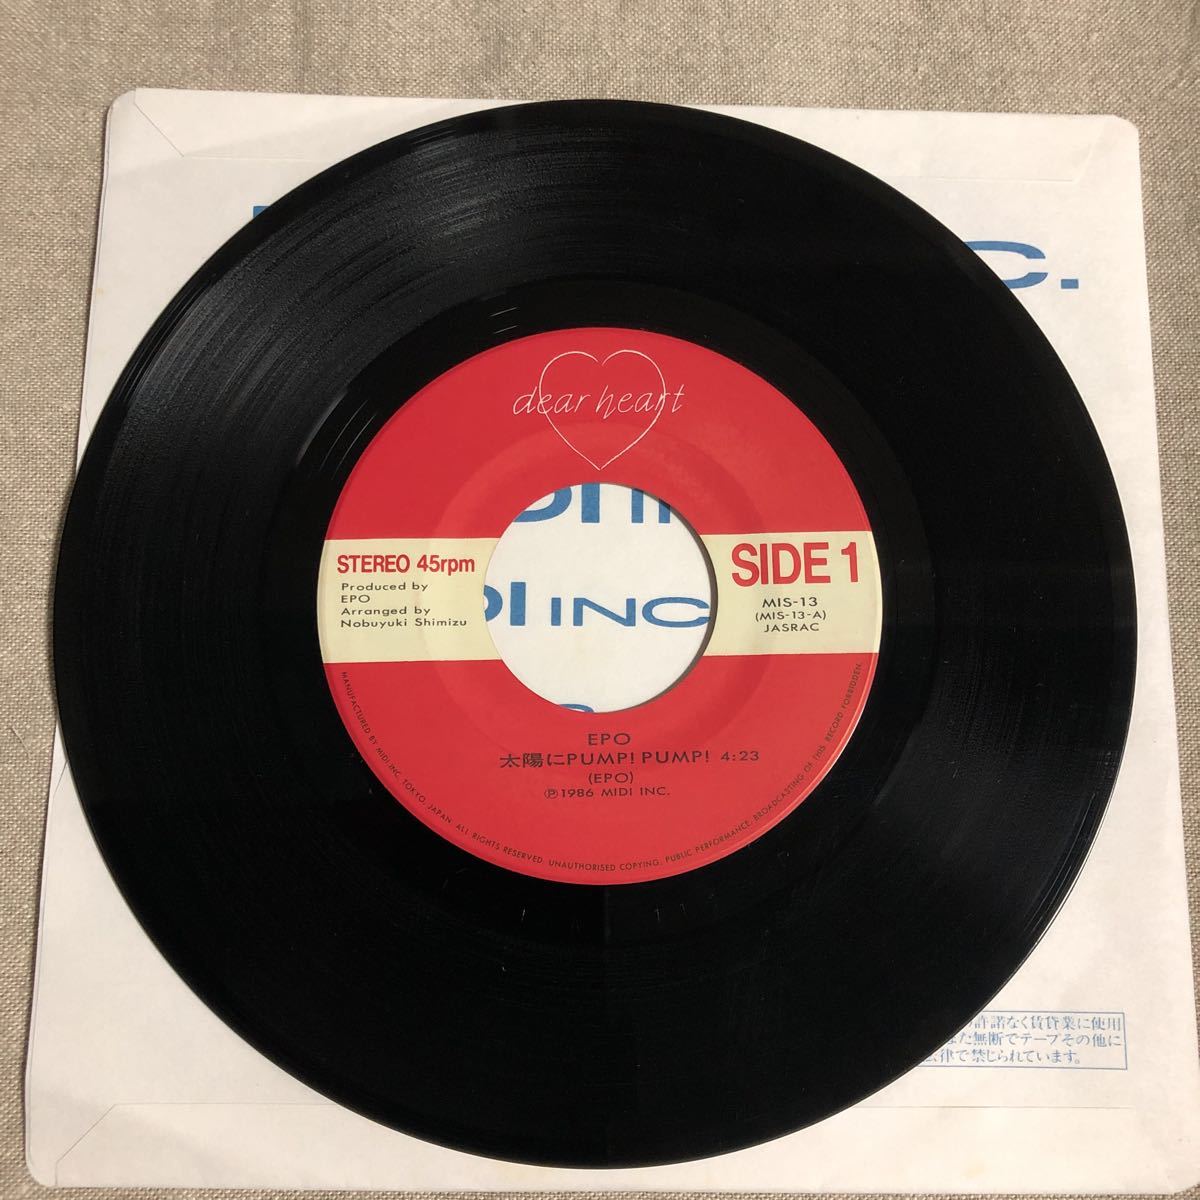 C.
dear heart
STEREO 45rpm
Produced by
EPO
Arranged by
Nobuyuki Shimizu
SIDE 1
MIS-13
(MIS-13-A)
JASRAC
INC
EPO
太陽にPUMP! PUMP! 4:23
(EPO)
Ⓟ1986 MIDI INC.
MANUFACTURED BY MIDI INC. TOKYO, JAPAN. ALL RIGHTS RESERVED. UNAUTHORISED COPYING, PUBLIC PERFORMANCE, BROADCASTING OF THIS RECORD FORBIDDEN.
許諾なく賃貸業に使用
た無断でテープその他に
律で禁じられています。